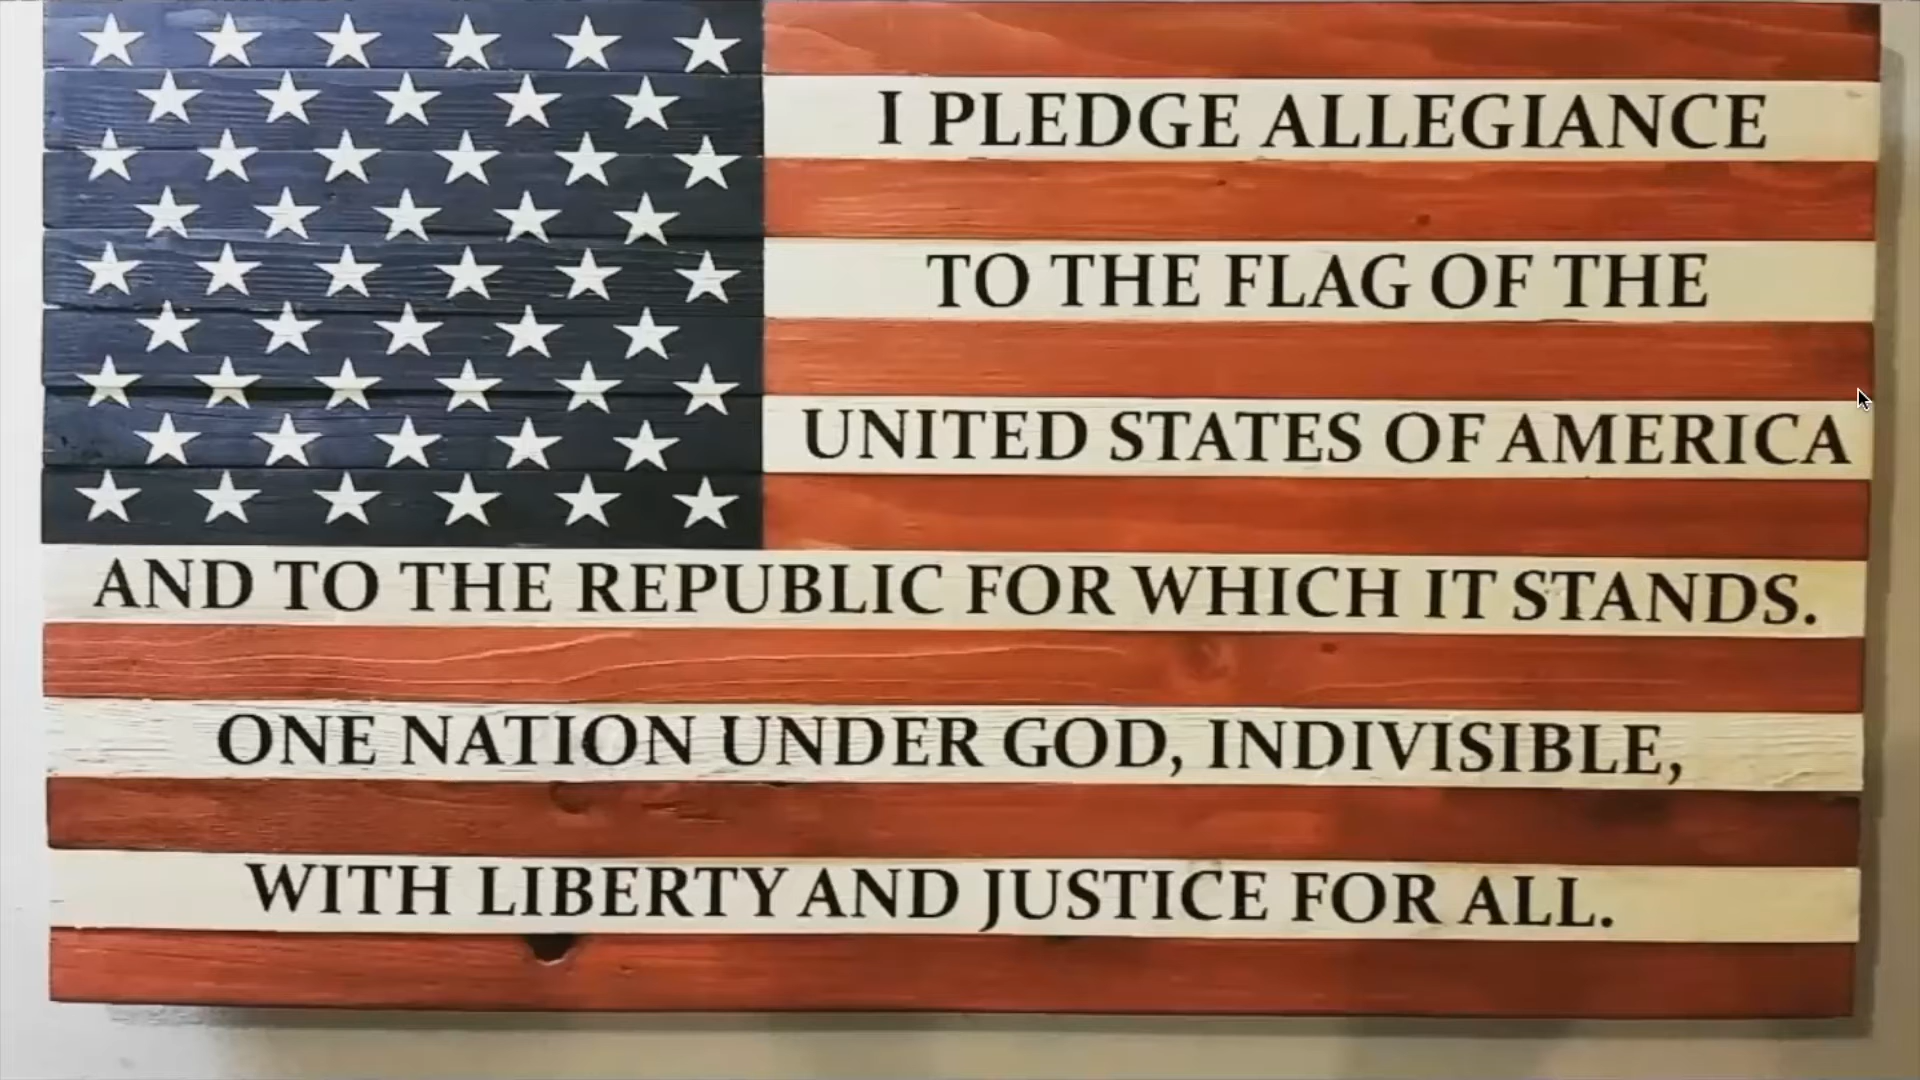 I PLEDGE ALLEGIANCE
TO THE FLAG OF THE
UNITED STATES OF AMERICA
AND TO THE REPUBLIC FOR WHICH IT STANDS.
ONE NATION UNDER GOD, INDIVISIBLE,
WITH LIBERTY AND JUSTICE FOR ALL.